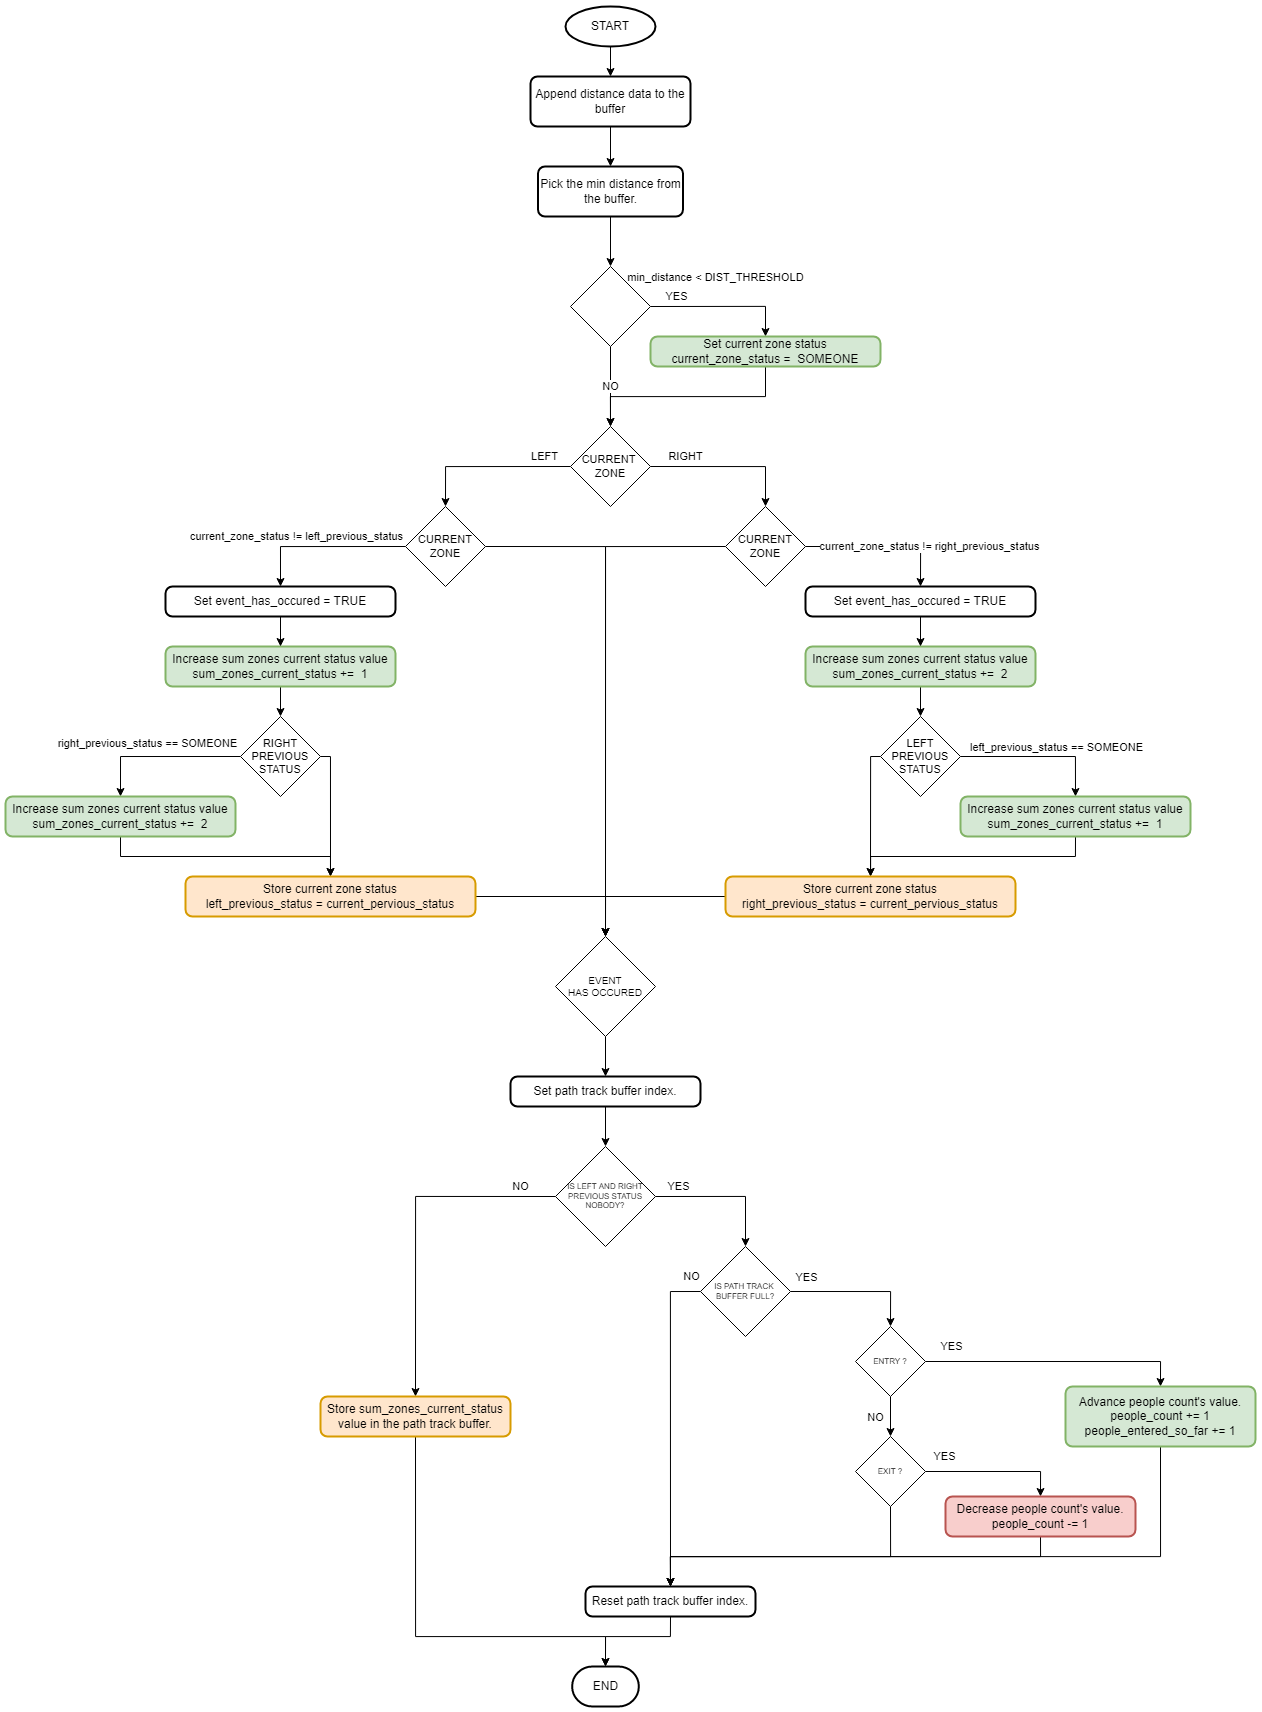 START
Append distance data to the
buffer
Pick the min distance from
the buffer.
min_distance < DIST_THRESHOLD
YES
Set current zone status
current_zone_status = SOMEONE
NO
CURRENT
ZONE
LEFT
RIGHT
current_zone_status != left_previous_status
CURRENT
ZONE
CURRENT
ZONE
current_zone_status != right_previous_status
Set event_has_occured = TRUE
Set event_has_occured = TRUE
Increase sum zones current status value
sum_zones_current_status += 1
Increase sum zones current status value
sum_zones_current_status += 2
right_previous_status == SOMEONE
RIGHT
PREVIOUS
STATUS
LEFT
PREVIOUS
STATUS
left_previous_status == SOMEONE
Increase sum zones current status value
sum_zones_current_status += 2
Increase sum zones current status value
sum_zones_current_status += 1
Store current zone status
left_previous_status = current_pervious_status
Store current zone status
right_previous_status = current_pervious_status
EVENT
HAS OCCURED
Set path track buffer index.
NO
IS LEFT AND RIGHT
PREVIOUS STATUS
NOBODY?
YES
NO
IS PATH TRACK
BUFFER FULL?
YES
ENTRY ?
YES
Advance people count's value.
people_count += 1
people_entered_so_far += 1
Store sum_zones_current_status
value in the path track buffer.
NO
EXIT ?
YES
Decrease people count's value.
people_count -= 1
Reset path track buffer index.
END